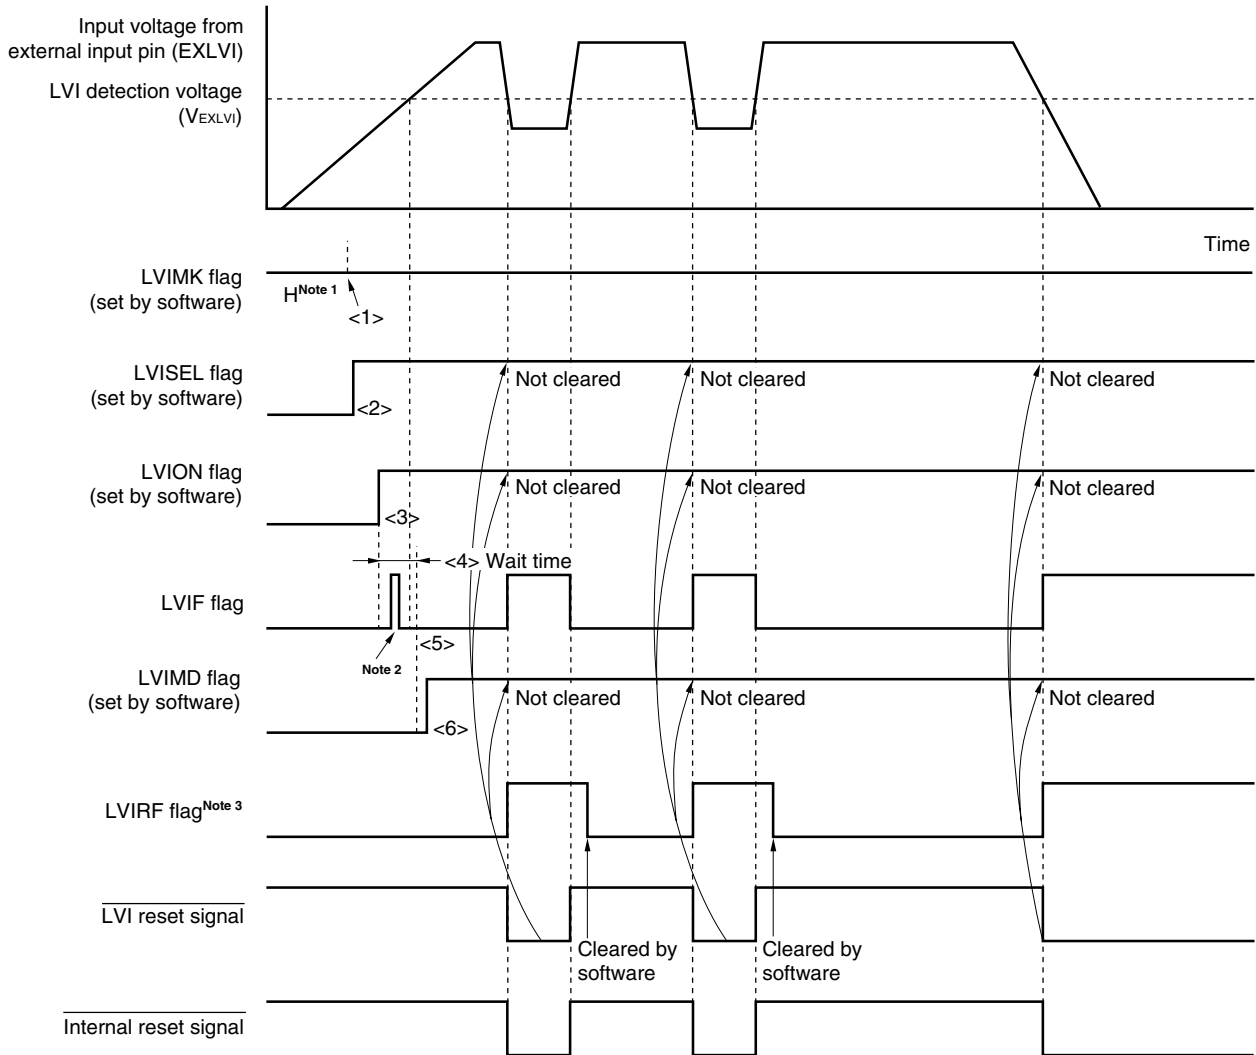 Input voltage from
external input pin (EXLVI)
LVI detection voltage
(VEXLVI)
Time
LVIMK flag
(set by software)
HNote 1
<1>
LVISEL flag
(set by software)
<2>
Not cleared
Not cleared
Not cleared
LVION flag
(set by software)
<3>
Not cleared
Not cleared
Not cleared
<4> Wait time
LVIF flag
Note 2
<5>
LVIMD flag
(set by software)
<6>
Not cleared
Not cleared
Not cleared
LVIRF flagNote 3
LVI reset signal
Cleared by
software
Cleared by
software
Internal reset signal